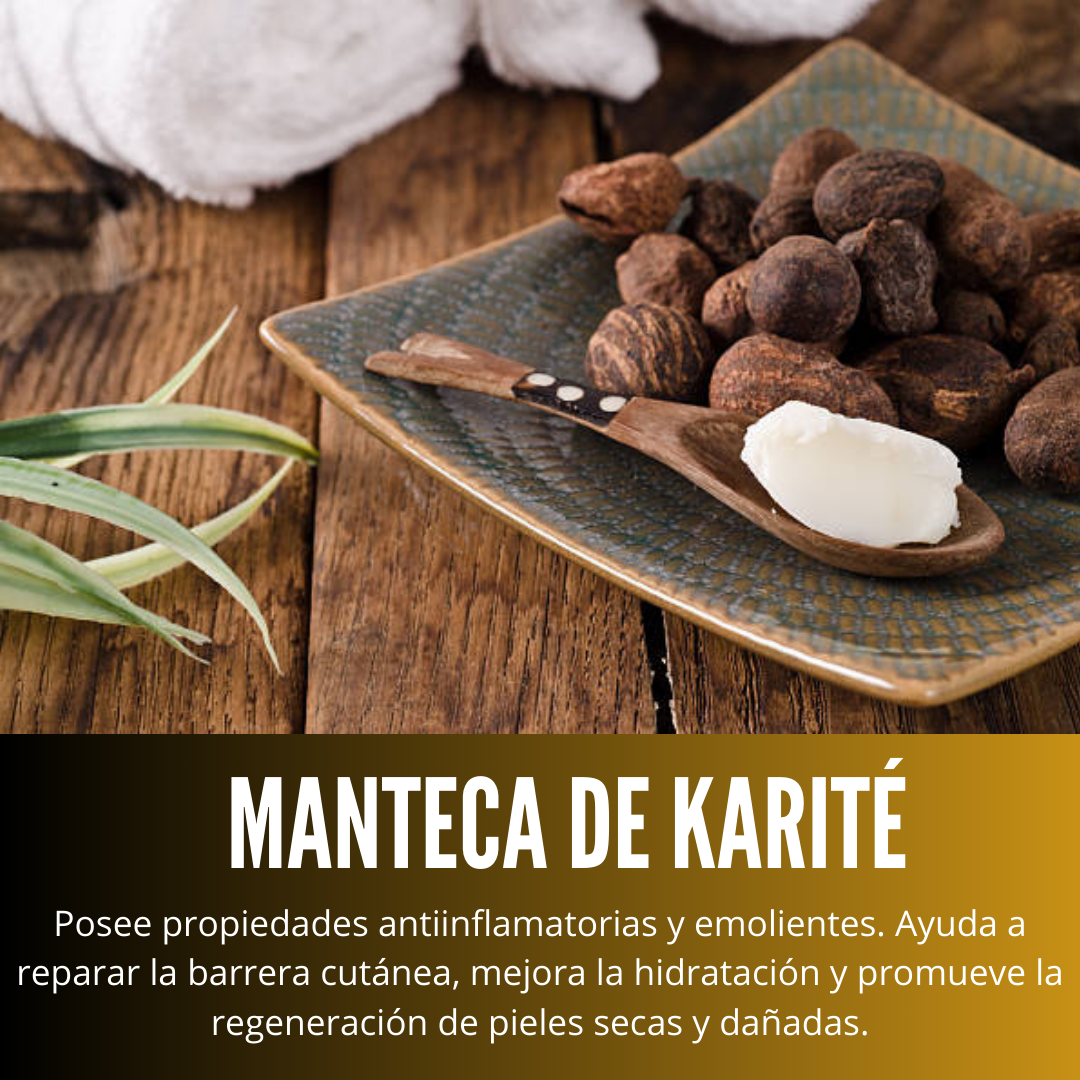 MANTECA DE KARITÉ
Posee propiedades antiinflamatorias y emolientes. Ayuda a
reparar la barrera cutánea, mejora la hidratación y promueve la
regeneración de pieles secas y dañadas.